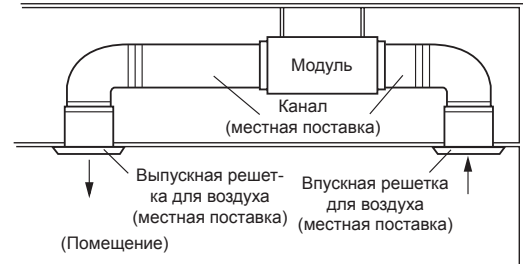 Модуль
Канал
(местная поставка)
Выпускная решет-
ка для воздуха
(местная поставка)
Впускная решетка
для воздуха
(местная поставка)
(Помещение)